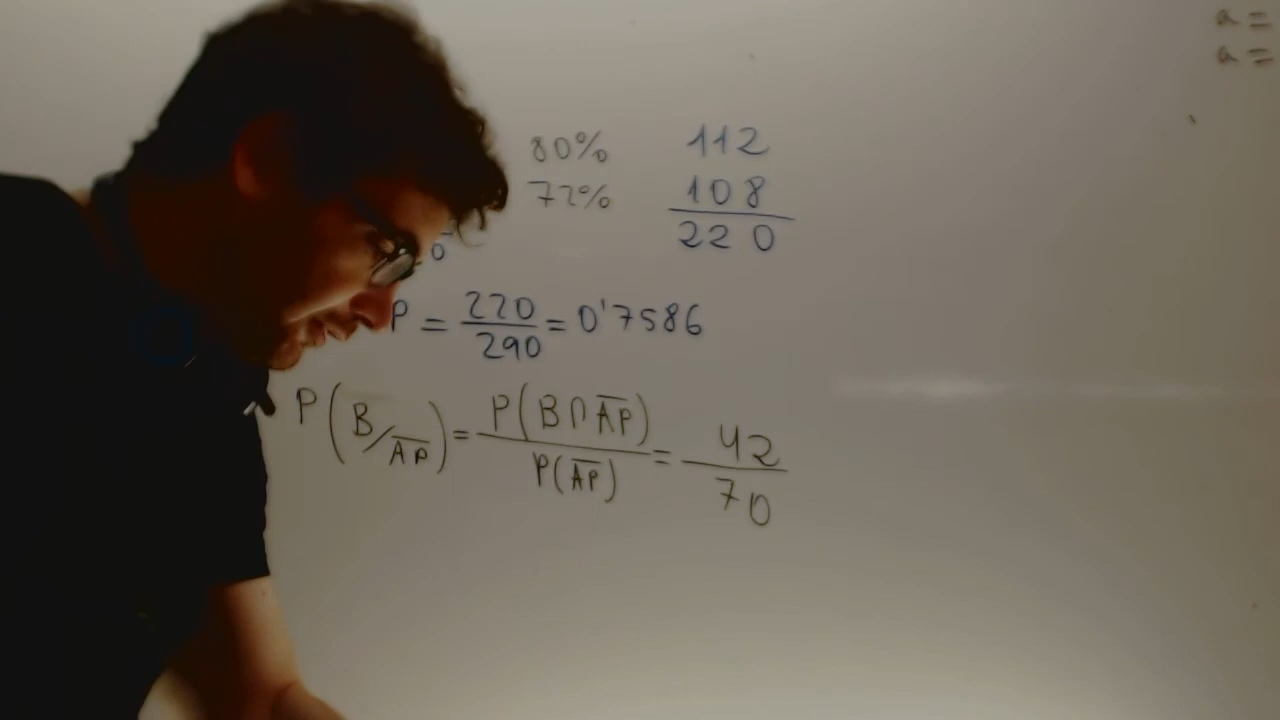 a =
a =
80% 112
72% 108
220
P = 220/290 = 0'7586
P(B/A̅P̅) = P(B∩A̅P̅)/P(A̅P̅) = 42/70